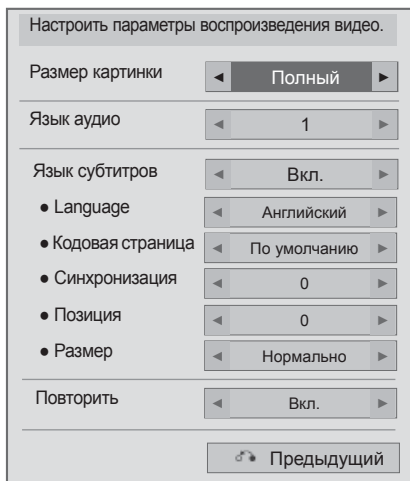 Настроить параметры воспроизведения видео.
Размер картинки ◄ Полный ►
Язык аудио ◄ 1 ►
Язык субтитров ◄ Вкл. ►
● Language ◄ Английский ►
● Кодовая страница ◄ По умолчанию ►
● Синхронизация ◄ 0 ►
● Позиция ◄ 0 ►
● Размер ◄ Нормально ►
Повторить ◄ Вкл. ►
Предыдущий